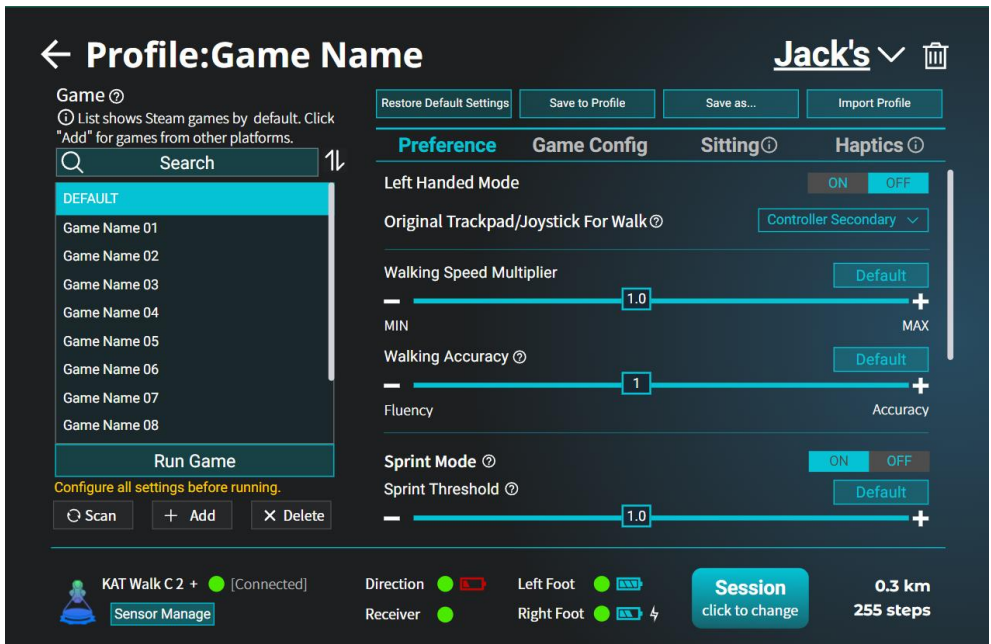 Profile:Game Name
Jack's
Game
List shows Steam games by default. Click
"Add" for games from other platforms.
Search
DEFAULT
Game Name 01
Game Name 02
Game Name 03
Game Name 04
Game Name 05
Game Name 06
Game Name 07
Game Name 08
Run Game
Configure all settings before running.
Scan
+ Add
X Delete
Restore Default Settings
Save to Profile
Save as...
Import Profile
Preference
Game Config
Sitting
Haptics
Left Handed Mode
ON OFF
Original Trackpad/Joystick For Walk
Controller Secondary
Walking Speed Multiplier
Default
1.0
MIN
MAX
Walking Accuracy
Default
1
Fluency
Accuracy
Sprint Mode
ON OFF
Sprint Threshold
Default
1.0
KAT Walk C 2 +
[Connected]
Sensor Manage
Direction
Receiver
Left Foot
Right Foot
Session
click to change
0.3 km
255 steps